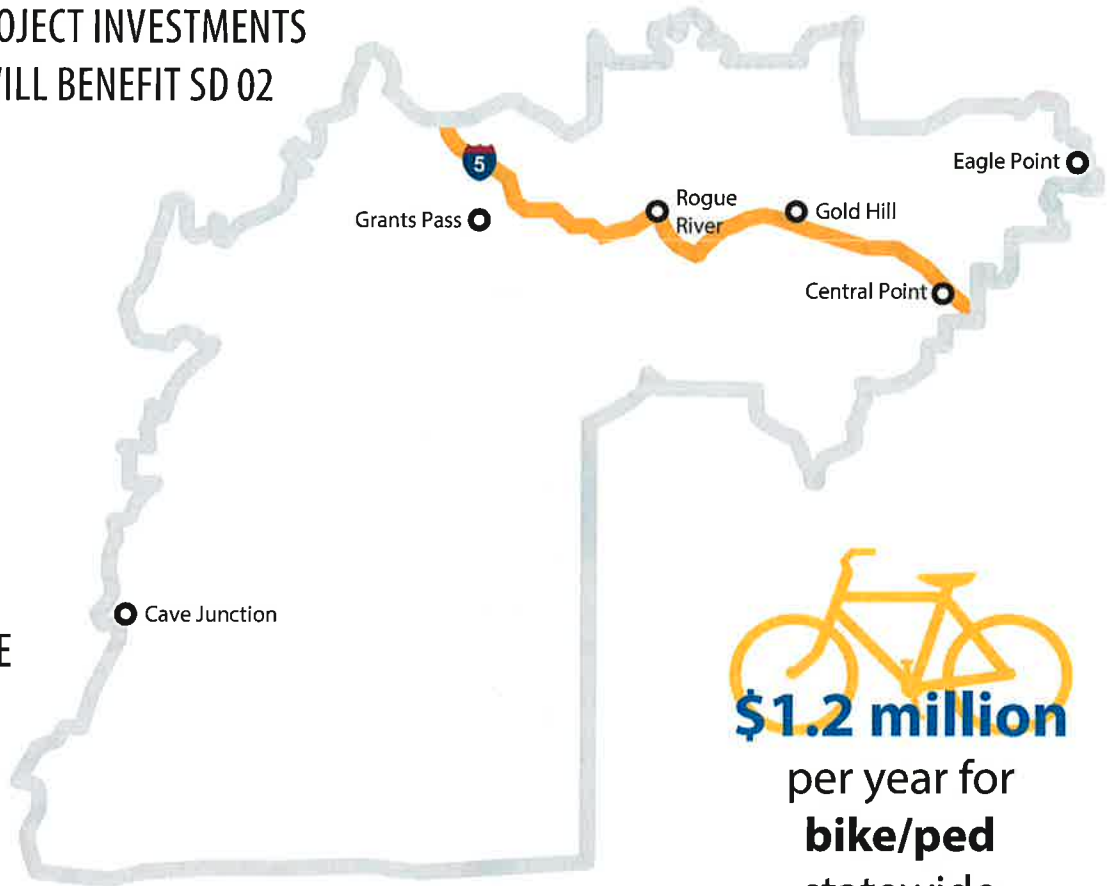 OJECT INVESTMENTS
ILL BENEFIT SD 02
5
Eagle Point
Grants Pass
Rogue
River
Gold Hill
Central Point
Cave Junction
E
$1.2 million
per year for
bike/ped
statewide